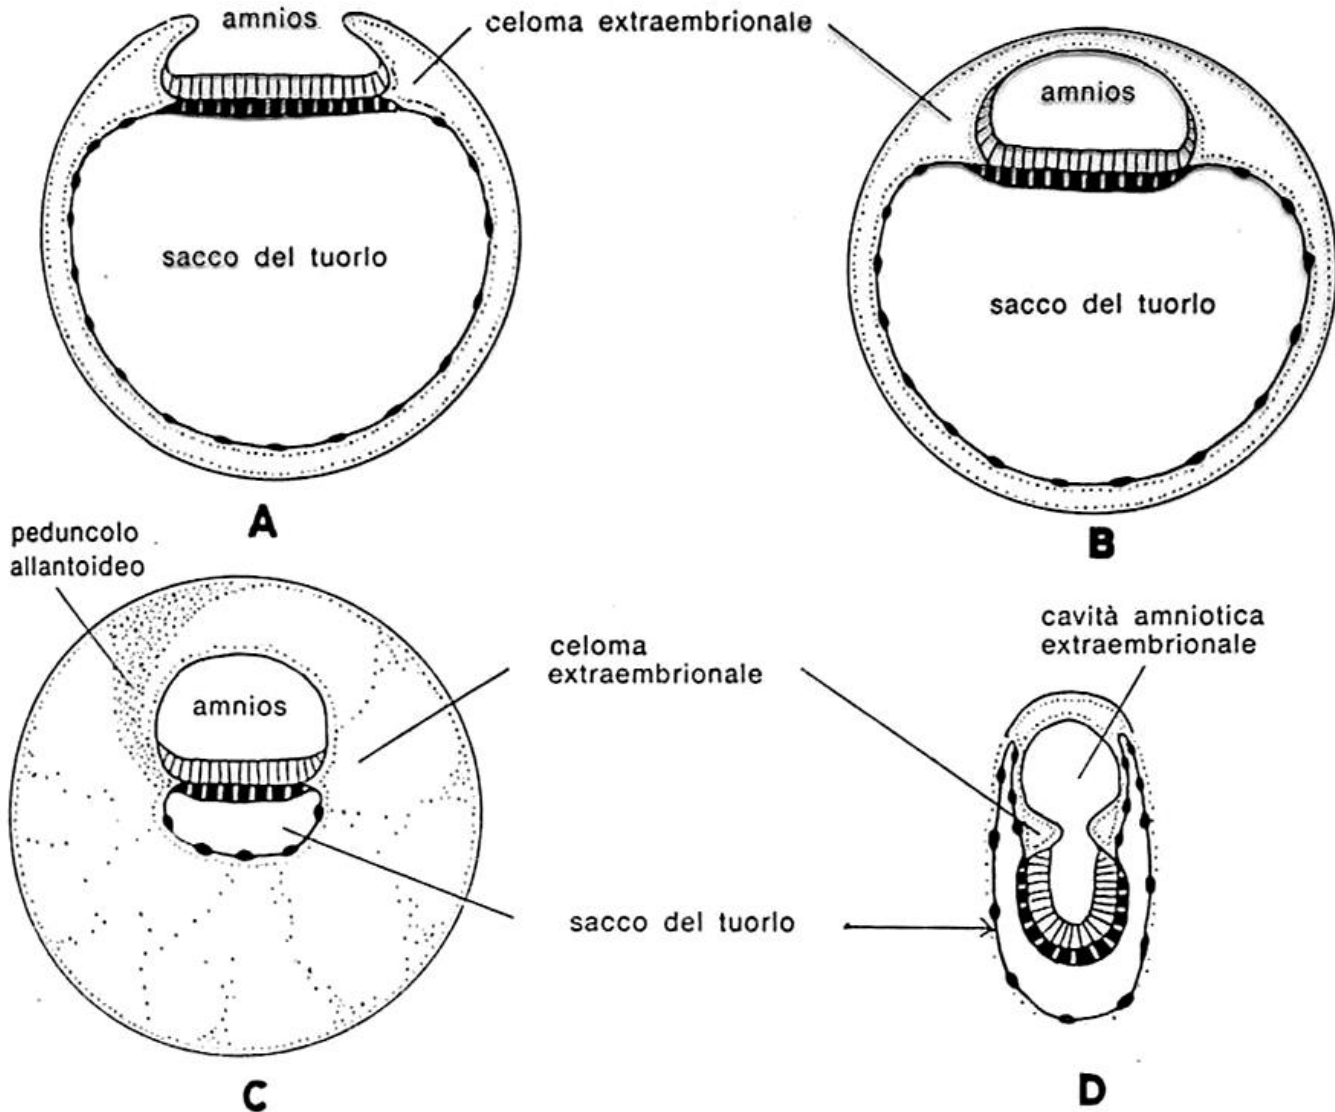 amnios
celoma extraembrionale
amnios
sacco del tuorlo
sacco del tuorlo
A
B
peduncolo
allantoideo
cavità amniotica
extraembrionale
celoma
extraembrionale
amnios
sacco del tuorlo
C
D